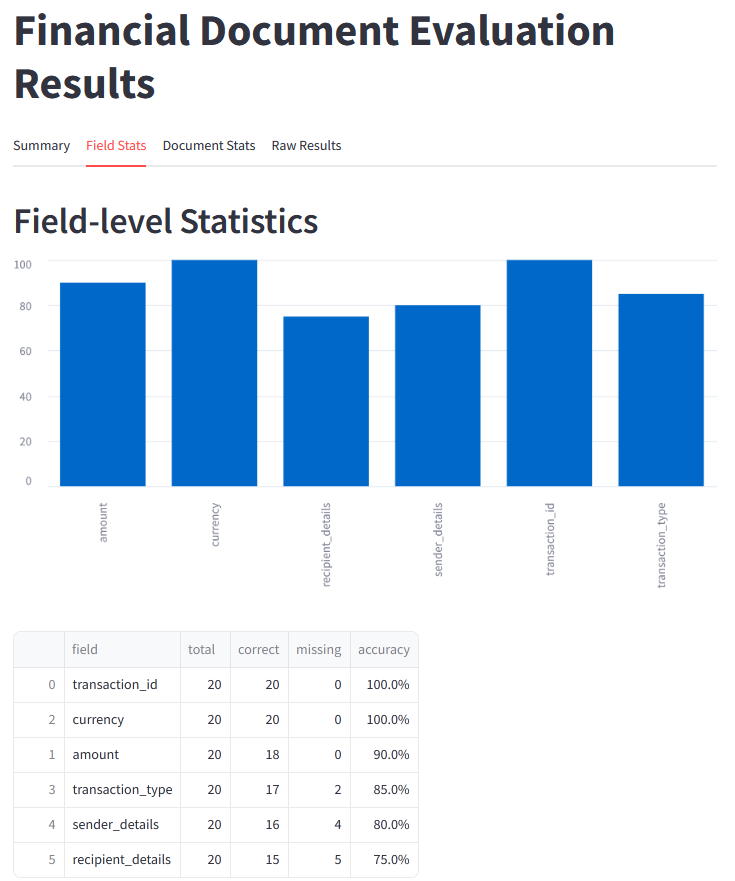 Financial Document Evaluation
Results
Summary Field Stats Document Stats Raw Results
Field-level Statistics
100
80
60
40
20
0
amount currency recipient_details sender_details transaction_id transaction_type
field total correct missing accuracy
0 transaction_id 20 20 0 100.0%
2 currency 20 20 0 100.0%
1 amount 20 18 0 90.0%
3 transaction_type 20 17 2 85.0%
4 sender_details 20 16 4 80.0%
5 recipient_details 20 15 5 75.0%